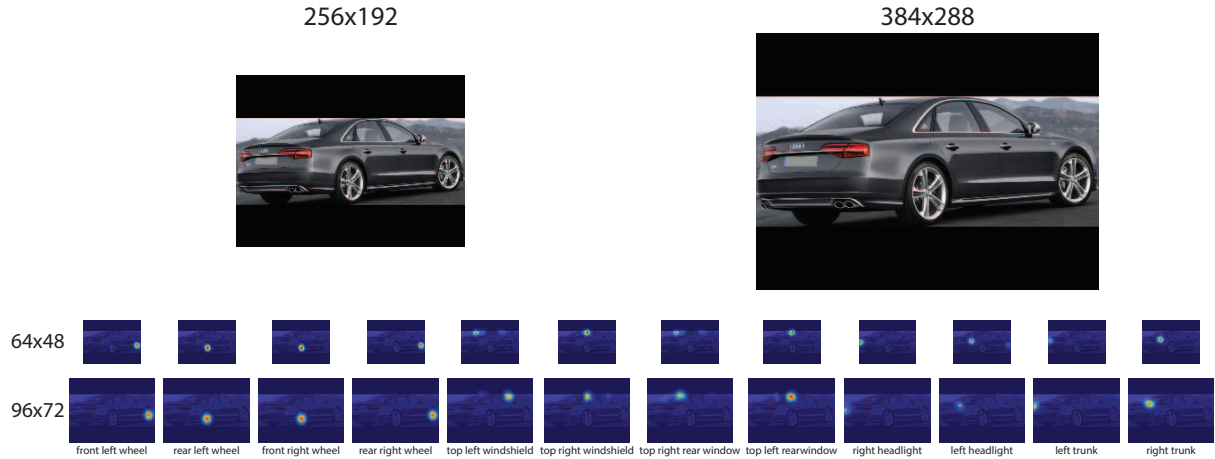 256x192
384x288
64x48
96x72
front left wheel
rear left wheel
front right wheel
rear right wheel
top left windshield
top right windshield
top right rear window
top left rearwindow
right headlight
left headlight
left trunk
right trunk